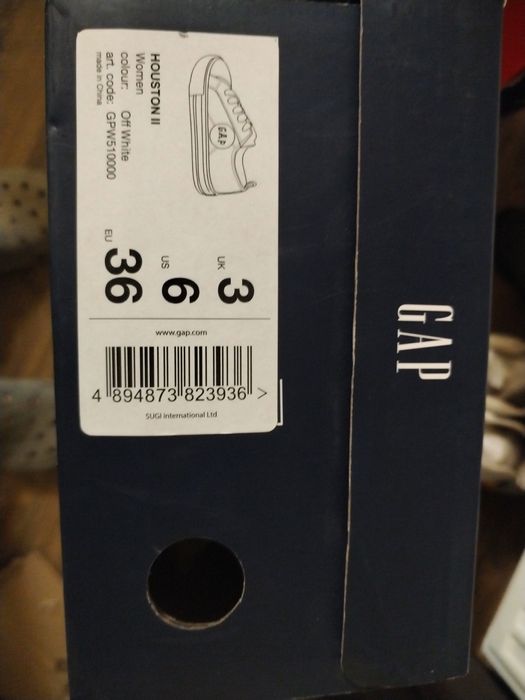 GAP
GAP
HOUSTON II
Women
colour: Off White
art. code: GPW510000
made in China
UK 3
US 6
EU 36
www.gap.com
4 894873 823936 >
SUGI International Ltd